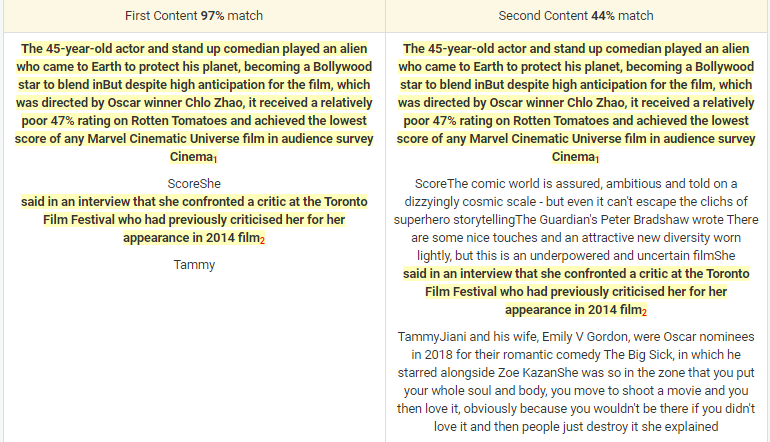 First Content 97% match
The 45-year-old actor and stand up comedian played an alien
who came to Earth to protect his planet, becoming a Bollywood
star to blend inBut despite high anticipation for the film, which
was directed by Oscar winner Chlo Zhao, it received a relatively
poor 47% rating on Rotten Tomatoes and achieved the lowest
score of any Marvel Cinematic Universe film in audience survey
Cinema1
ScoreShe
said in an interview that she confronted a critic at the Toronto
Film Festival who had previously criticised her for her
appearance in 2014 film2
Tammy
Second Content 44% match
The 45-year-old actor and stand up comedian played an alien
who came to Earth to protect his planet, becoming a Bollywood
star to blend inBut despite high anticipation for the film, which
was directed by Oscar winner Chlo Zhao, it received a relatively
poor 47% rating on Rotten Tomatoes and achieved the lowest
score of any Marvel Cinematic Universe film in audience survey
Cinema1
ScoreThe comic world is assured, ambitious and told on a
dizzyingly cosmic scale - but even it can't escape the clichs of
superhero storytellingThe Guardian's Peter Bradshaw wrote There
are some nice touches and an attractive new diversity worn
lightly, but this is an underpowered and uncertain filmShe
said in an interview that she confronted a critic at the Toronto
Film Festival who had previously criticised her for her
appearance in 2014 film2
TammyJiani and his wife, Emily V Gordon, were Oscar nominees
in 2018 for their romantic comedy The Big Sick, in which he
starred alongside Zoe KazanShe was so in the zone that you put
your whole soul and body, you move to shoot a movie and you
then love it, obviously because you wouldn't be there if you didn't
love it and then people just destroy it she explained